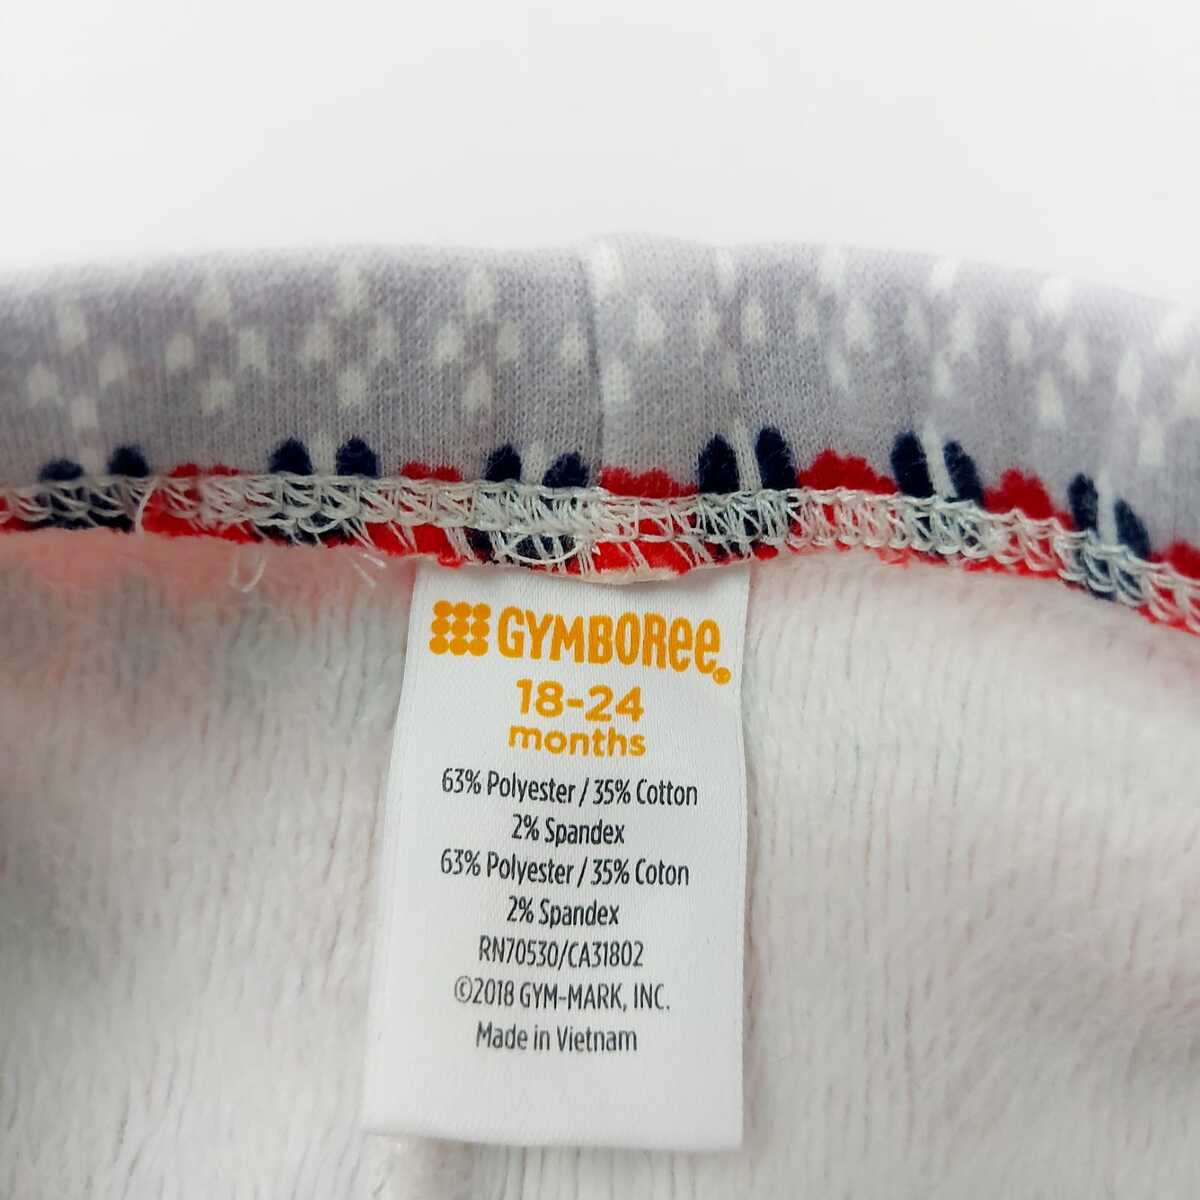 GYMBOREE®
18-24
months
63% Polyester / 35% Cotton
2% Spandex
63% Polyester / 35% Coton
2% Spandex
RN70530/CA31802
©2018 GYM-MARK, INC.
Made in Vietnam